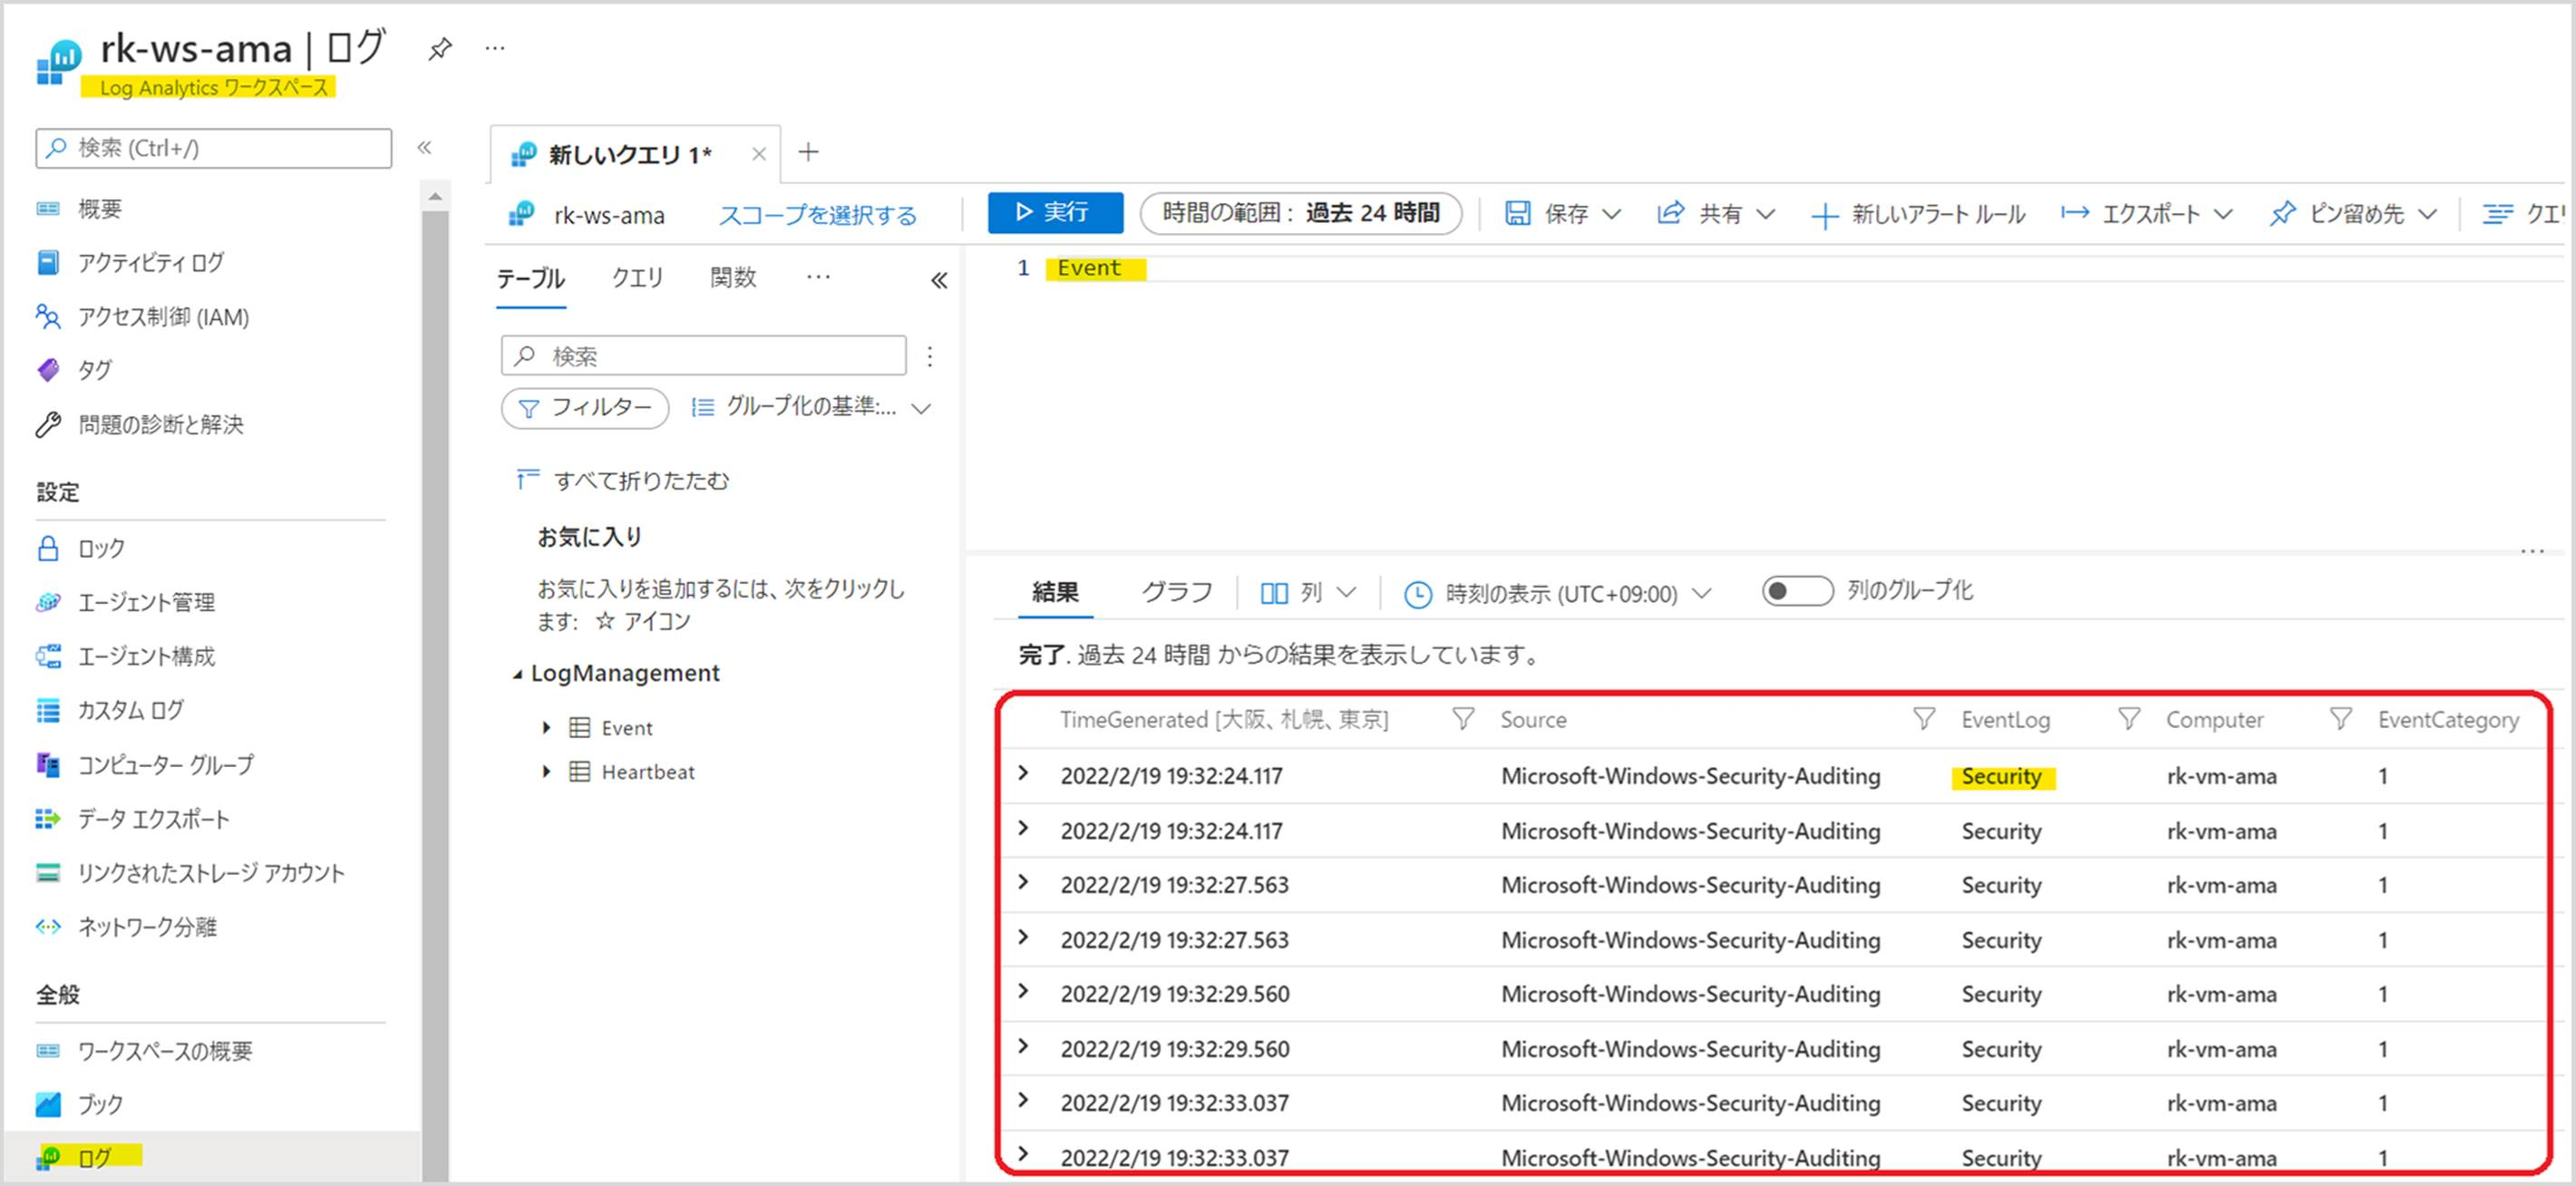 rk-ws-ama | ログ
Log Analytics ワークスペース
検索 (Ctrl+/)
概要
アクティビティ ログ
アクセス制御 (IAM)
タグ
問題の診断と解決
設定
ロック
エージェント管理
エージェント構成
カスタム ログ
コンピューター グループ
データ エクスポート
リンクされたストレージ アカウント
ネットワーク分離
全般
ワークスペースの概要
ブック
ログ
新しいクエリ 1*
rk-ws-ama スコープを選択する 実行 時間の範囲 : 過去 24 時間 保存 共有 新しいアラート ルール エクスポート ピン留め先
テーブル クエリ 関数 ···
検索
フィルター グループ化の基準:...
すべて折りたたむ
お気に入り
お気に入りを追加するには、次をクリックし
ます: ☆ アイコン
LogManagement
Event
Heartbeat
1 Event
結果 グラフ 列 時刻の表示 (UTC+09:00) 列のグループ化
完了. 過去 24 時間 からの結果を表示しています。
TimeGenerated [大阪、札幌、東京] Source EventLog Computer EventCategory
2022/2/19 19:32:24.117 Microsoft-Windows-Security-Auditing Security rk-vm-ama 1
2022/2/19 19:32:24.117 Microsoft-Windows-Security-Auditing Security rk-vm-ama 1
2022/2/19 19:32:27.563 Microsoft-Windows-Security-Auditing Security rk-vm-ama 1
2022/2/19 19:32:27.563 Microsoft-Windows-Security-Auditing Security rk-vm-ama 1
2022/2/19 19:32:29.560 Microsoft-Windows-Security-Auditing Security rk-vm-ama 1
2022/2/19 19:32:29.560 Microsoft-Windows-Security-Auditing Security rk-vm-ama 1
2022/2/19 19:32:33.037 Microsoft-Windows-Security-Auditing Security rk-vm-ama 1
2022/2/19 19:32:33.037 Microsoft-Windows-Security-Auditing Security rk-vm-ama 1